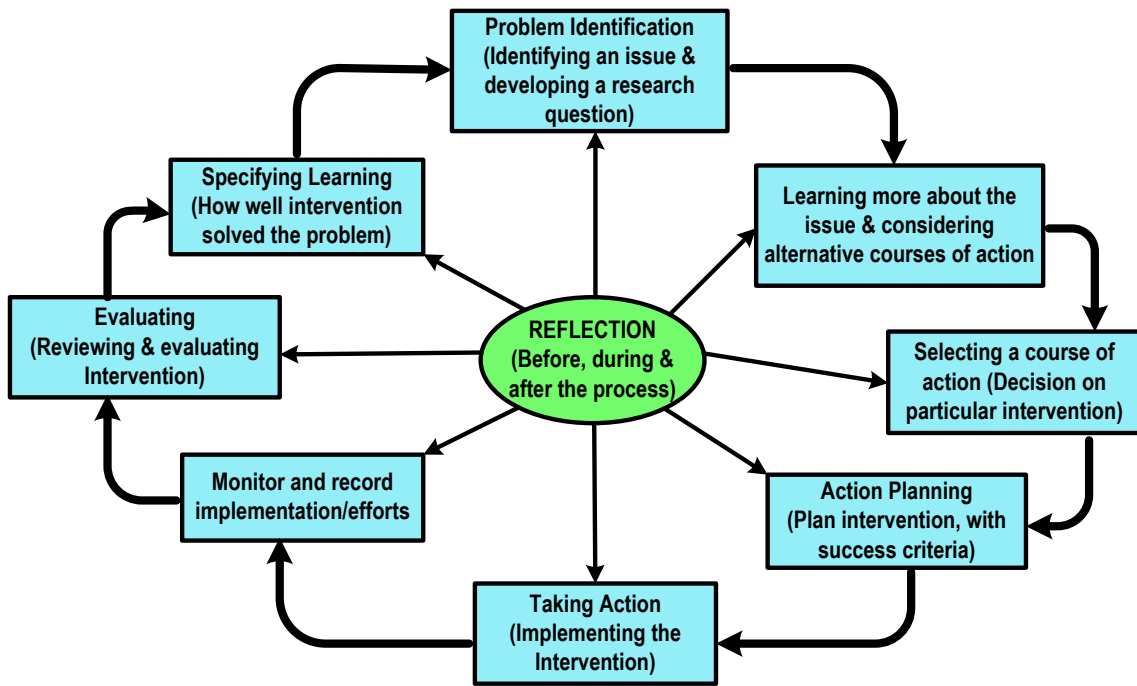 Problem Identification
(Identifying an issue &
developing a research
question)
Learning more about the
issue & considering
alternative courses of action
Selecting a course of
action (Decision on
particular intervention)
Action Planning
(Plan intervention, with
success criteria)
Taking Action
(Implementing the
Intervention)
Monitor and record
implementation/efforts
Evaluating
(Reviewing & evaluating
Intervention)
Specifying Learning
(How well intervention
solved the problem)
REFLECTION
(Before, during &
after the process)